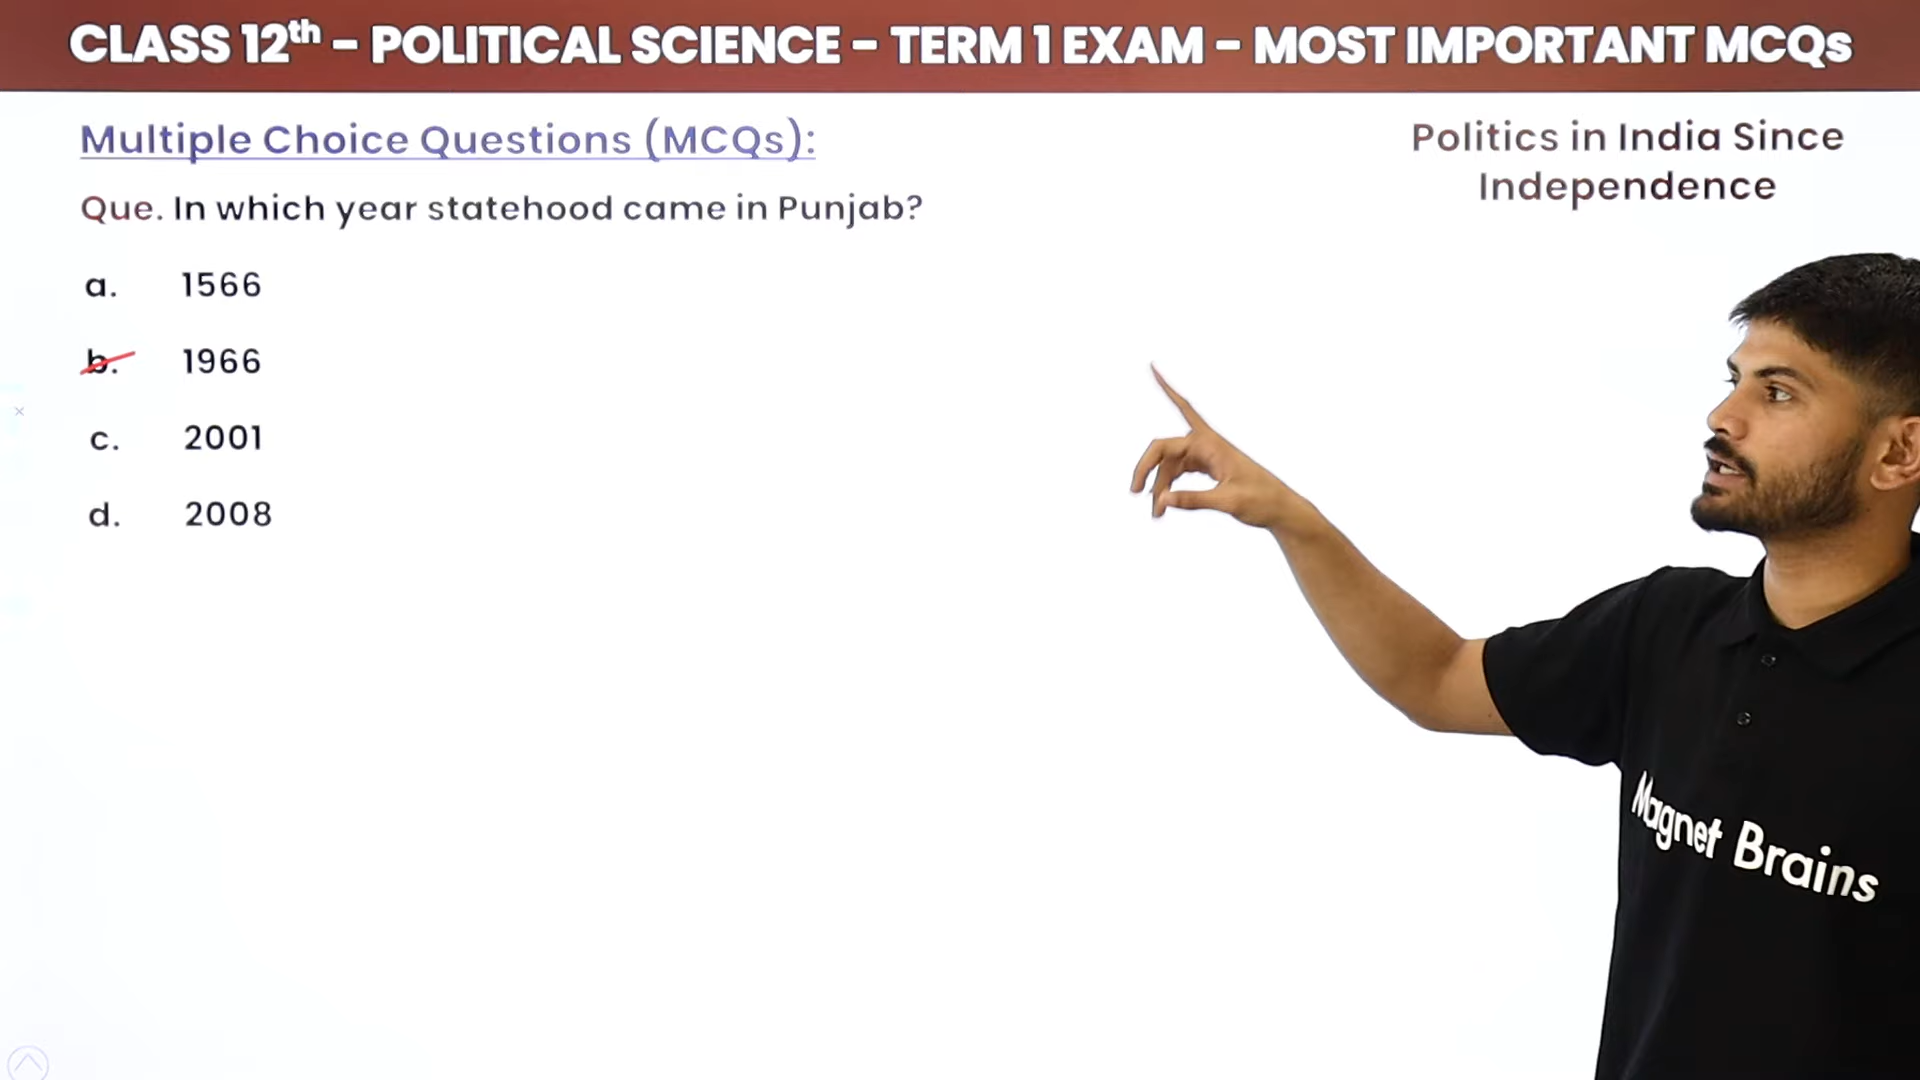 CLASS 12th - POLITICAL SCIENCE - TERM 1 EXAM - MOST IMPORTANT MCQs
Multiple Choice Questions (MCQs):
Politics in India Since
Independence
Que. In which year statehood came in Punjab?
a. 1566
b. 1966
c. 2001
d. 2008
Magnet Brains